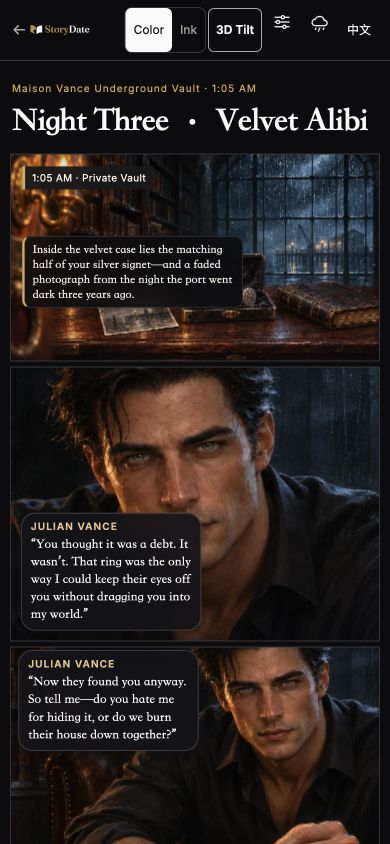 StoryDate
Color
Ink
3D Tilt
中文
Maison Vance Underground Vault · 1:05 AM
Night Three • Velvet Alibi
1:05 AM · Private Vault
Inside the velvet case lies the matching
half of your silver signet—and a faded
photograph from the night the port went
dark three years ago.
JULIAN VANCE
“You thought it was a debt. It
wasn’t. That ring was the only
way I could keep their eyes off
you without dragging you into
my world.”
JULIAN VANCE
“Now they found you anyway.
So tell me—do you hate me
for hiding it, or do we burn
their house down together?”